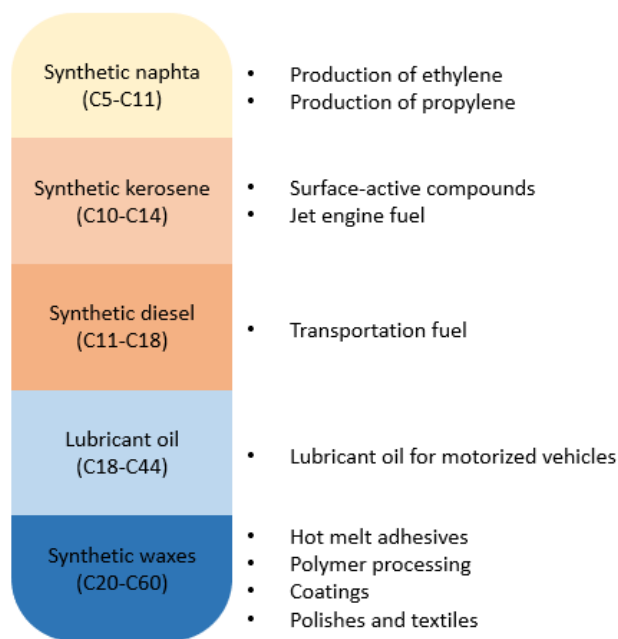 Synthetic naphta
(C5-C11)
• Production of ethylene
• Production of propylene
Synthetic kerosene
(C10-C14)
• Surface-active compounds
• Jet engine fuel
Synthetic diesel
(C11-C18)
• Transportation fuel
Lubricant oil
(C18-C44)
• Lubricant oil for motorized vehicles
Synthetic waxes
(C20-C60)
• Hot melt adhesives
• Polymer processing
• Coatings
• Polishes and textiles